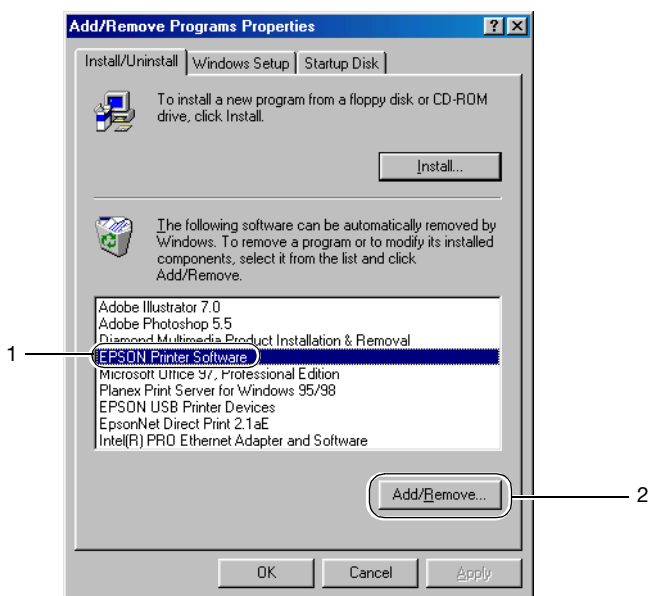 Add/Remove Programs Properties
Install/Uninstall
Windows Setup
Startup Disk
To install a new program from a floppy disk or CD-ROM
drive, click Install.
Install...
The following software can be automatically removed by
Windows. To remove a program or to modify its installed
components, select it from the list and click
Add/Remove.
Adobe Illustrator 7.0
Adobe Photoshop 5.5
Diamond Multimedia Product Installation & Removal
1
EPSON Printer Software
Microsoft Office 97, Professional Edition
Planex Print Server for Windows 95/98
EPSON USB Printer Devices
EpsonNet Direct Print 2.1aE
Intel(R) PRO Ethernet Adapter and Software
Add/Remove...
2
OK
Cancel
Apply